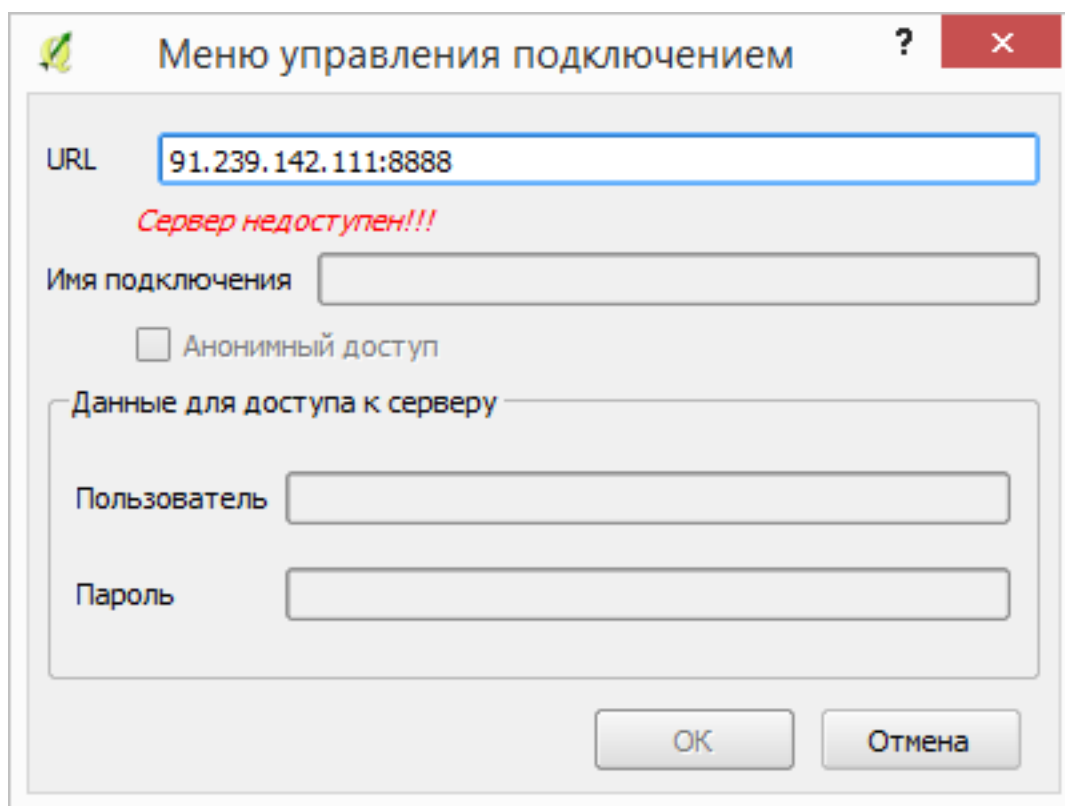 Меню управления подключением
?
URL 91.239.142.111:8888
Сервер недоступен!!!
Имя подключения
Анонимный доступ
Данные для доступа к серверу
Пользователь
Пароль
OK Отмена